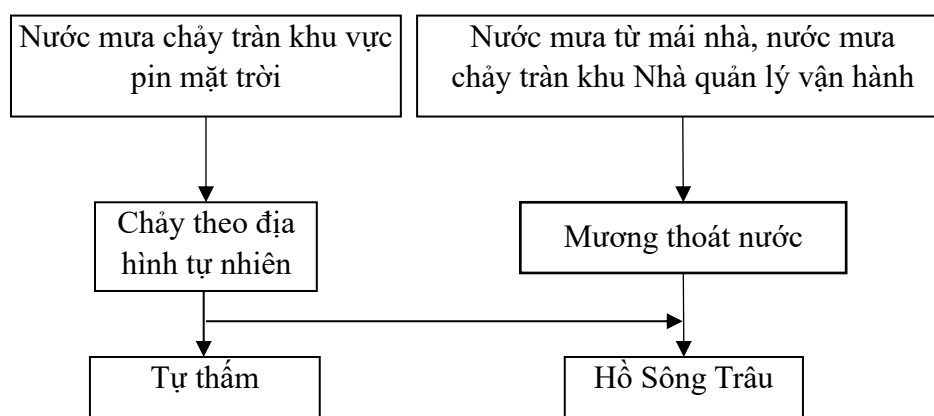 Nước mưa chảy tràn khu vực
pin mặt trời
Nước mưa từ mái nhà, nước mưa
chảy tràn khu Nhà quản lý vận hành
Chảy theo địa
hình tự nhiên
Mương thoát nước
Tự thấm
Hồ Sông Trâu